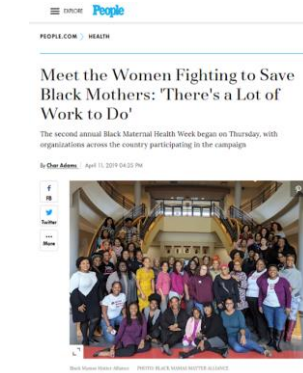 EXPLORE People
PEOPLE.COM > HEALTH
Meet the Women Fighting to Save
Black Mothers: 'There's a Lot of
Work to Do'
The second annual Black Maternal Health Week began on Thursday, with
organizations across the country participating in the campaign
By Char Adams | April 11, 2019 04:25 PM
FB
Twitter
More
Black Mamas Matter Alliance PHOTO: BLACK MAMAS MATTER ALLIANCE